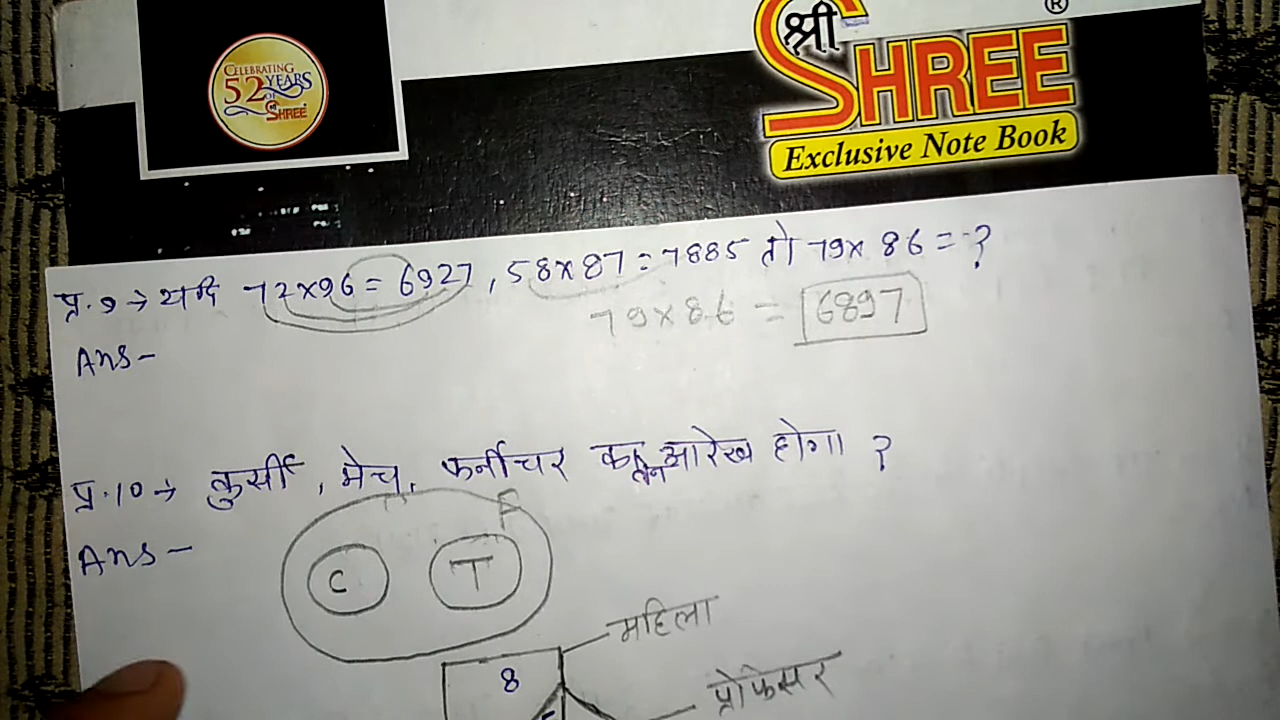 CELEBRATING
52 YEARS
OF
SHREE
श्री
SHREE
®
Exclusive Note Book
प्र.9 → यदि 72×96 = 6927, 58×87 = 7885 तो 79× 86 = ?
79×86 = 6897
Ans -
प्र.10 → कुर्सी, मेच, फर्नीचर का वेन आरेख होगा ?
Ans -
F
C
T
महिला
8
प्रोफेसर